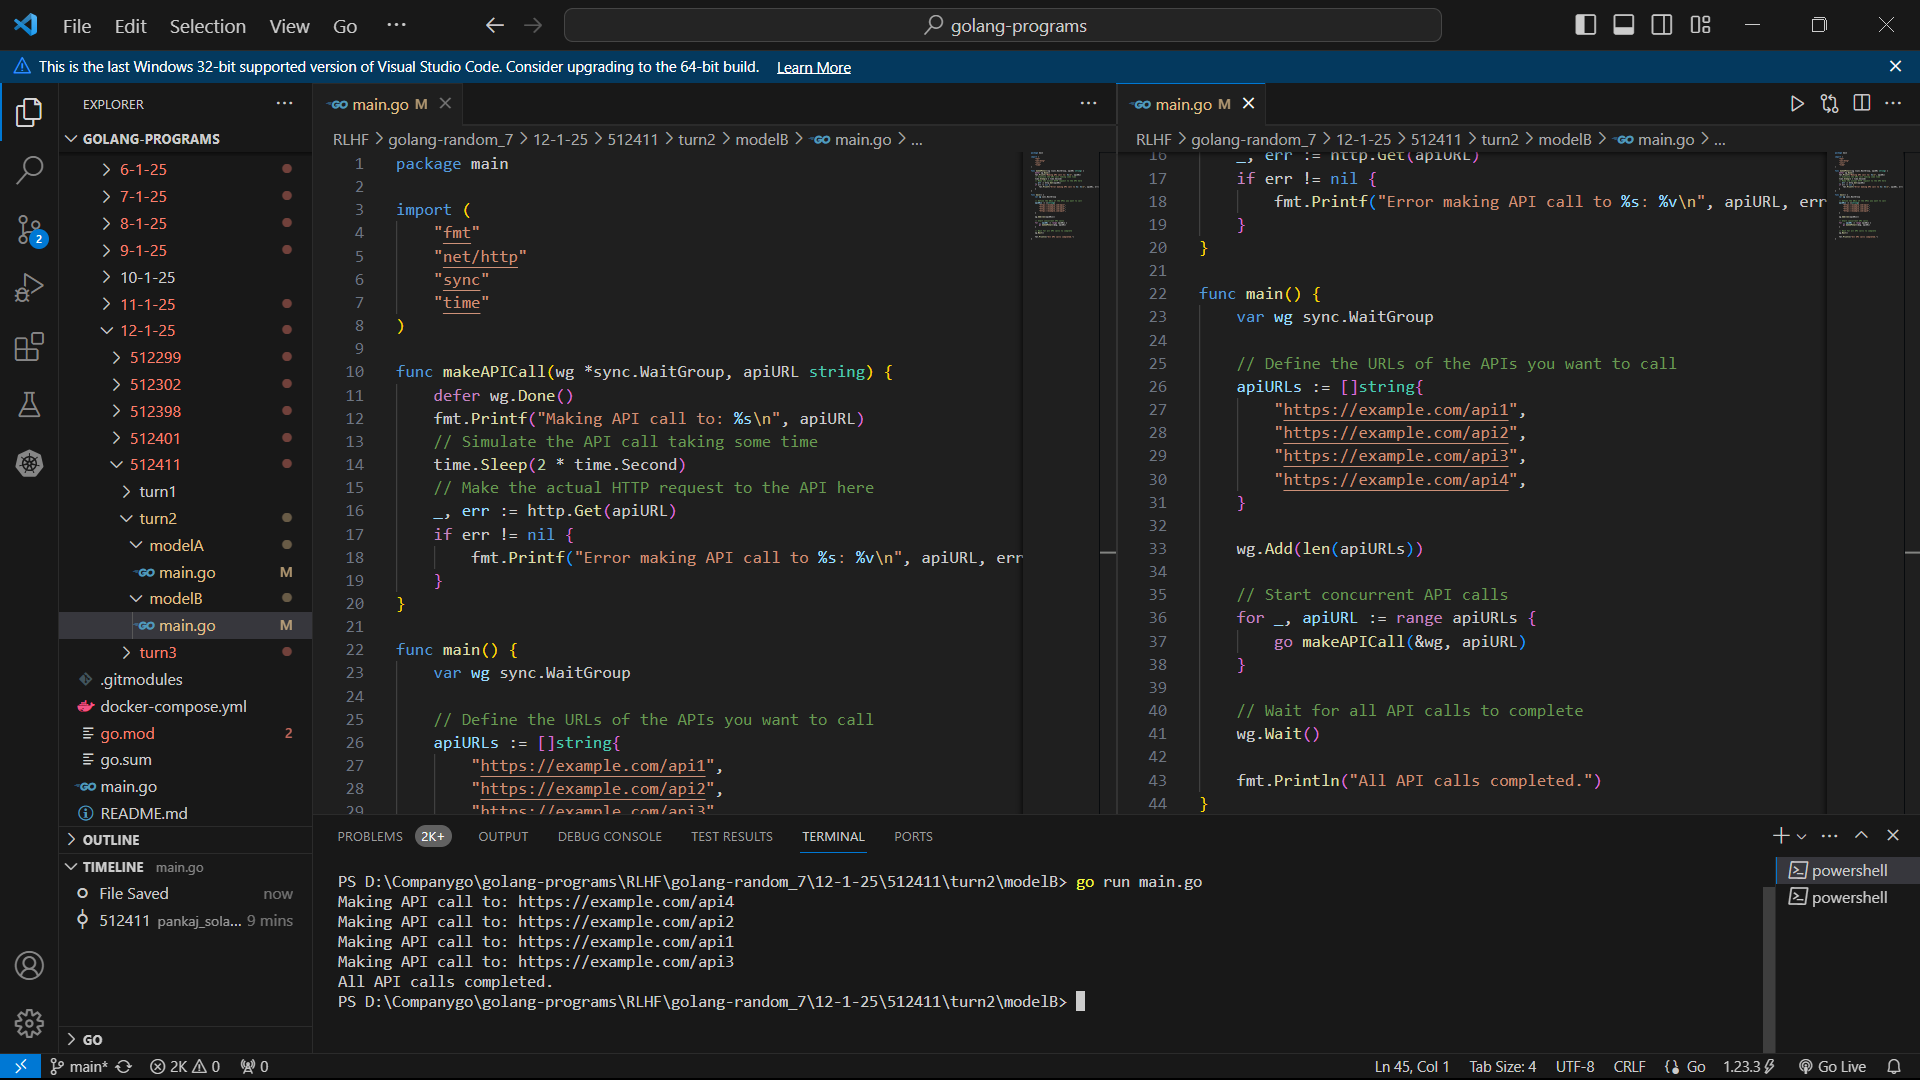 File Edit Selection View Go ···
golang-programs
This is the last Windows 32-bit supported version of Visual Studio Code. Consider upgrading to the 64-bit build. Learn More
EXPLORER
GOLANG-PROGRAMS
6-1-25
7-1-25
8-1-25
9-1-25
10-1-25
11-1-25
12-1-25
512299
512302
512398
512401
512411
turn1
turn2
modelA
main.go M
modelB
main.go M
turn3
.gitmodules
docker-compose.yml
go.mod 2
go.sum
main.go
README.md
OUTLINE
TIMELINE main.go
File Saved now
512411 pankaj_sola... 9 mins
GO
2
main.go M
RLHF > golang-random_7 > 12-1-25 > 512411 > turn2 > modelB > main.go > ...
1 package main
2
3 import (
4 "fmt"
5 "net/http"
6 "sync"
7 "time"
8 )
9
10 func makeAPICall(wg *sync.WaitGroup, apiURL string) {
11 defer wg.Done()
12 fmt.Printf("Making API call to: %s\n", apiURL)
13 // Simulate the API call taking some time
14 time.Sleep(2 * time.Second)
15 // Make the actual HTTP request to the API here
16 _, err := http.Get(apiURL)
17 if err != nil {
18 fmt.Printf("Error making API call to %s: %v\n", apiURL, err
19 }
20 }
21
22 func main() {
23 var wg sync.WaitGroup
24
25 // Define the URLs of the APIs you want to call
26 apiURLs := []string{
27 "https://example.com/api1",
28 "https://example.com/api2",
29 "https://example.com/api3"
main.go M
RLHF > golang-random_7 > 12-1-25 > 512411 > turn2 > modelB > main.go > ...
16 _, err := http.Get(apiURL)
17 if err != nil {
18 fmt.Printf("Error making API call to %s: %v\n", apiURL, err
19 }
20 }
21
22 func main() {
23 var wg sync.WaitGroup
24
25 // Define the URLs of the APIs you want to call
26 apiURLs := []string{
27 "https://example.com/api1",
28 "https://example.com/api2",
29 "https://example.com/api3",
30 "https://example.com/api4",
31 }
32
33 wg.Add(len(apiURLs))
34
35 // Start concurrent API calls
36 for _, apiURL := range apiURLs {
37 go makeAPICall(&wg, apiURL)
38 }
39
40 // Wait for all API calls to complete
41 wg.Wait()
42
43 fmt.Println("All API calls completed.")
44 }
PROBLEMS 2K+ OUTPUT DEBUG CONSOLE TEST RESULTS TERMINAL PORTS
PS D:\Companygo\golang-programs\RLHF\golang-random_7\12-1-25\512411\turn2\modelB> go run main.go
Making API call to: https://example.com/api4
Making API call to: https://example.com/api2
Making API call to: https://example.com/api1
Making API call to: https://example.com/api3
All API calls completed.
PS D:\Companygo\golang-programs\RLHF\golang-random_7\12-1-25\512411\turn2\modelB>
powershell
powershell
main* 2K 0 0 Ln 45, Col 1 Tab Size: 4 UTF-8 CRLF Go 1.23.3 Go Live